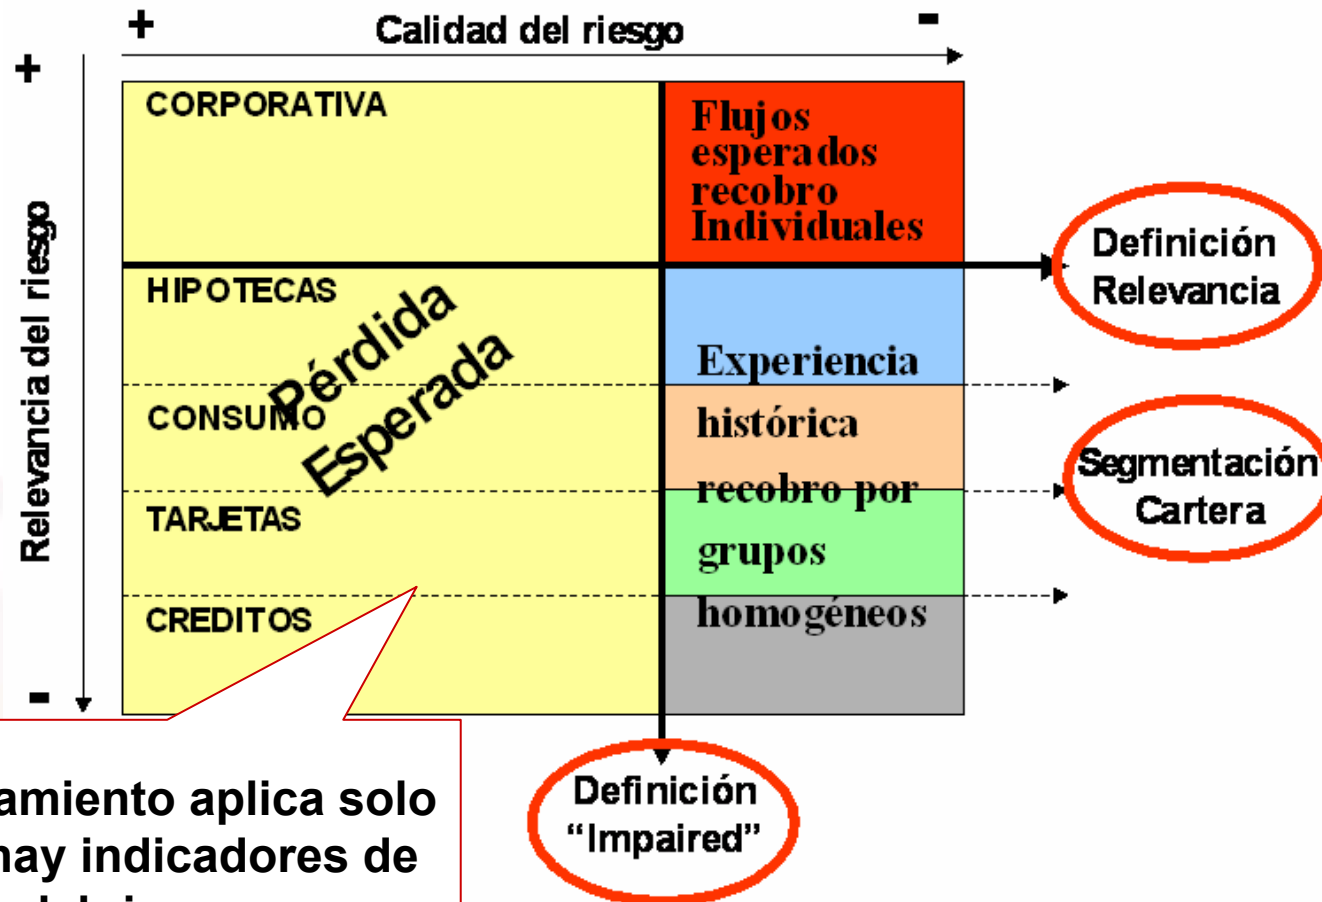 +
Calidad del riesgo
-
+
Relevancia del riesgo
-
CORPORATIVA
Flujos
esperados
recobro
Individuales
Definición
Relevancia
HIPOTECAS
Pérdida
Esperada
Experiencia
CONSUMO
histórica
Segmentación
Cartera
recobro por
TARJETAS
grupos
CREDITOS
homogéneos
Definición
“Impaired”
amiento aplica solo
hay indicadores de